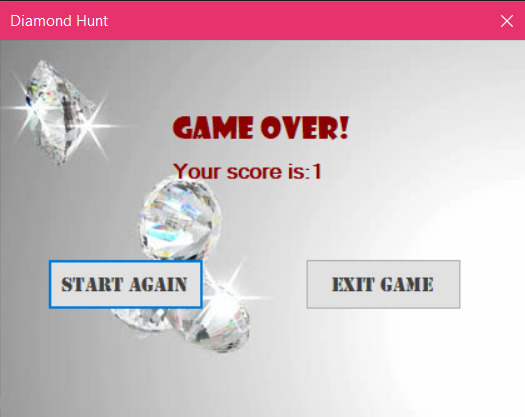 Diamond Hunt
GAME OVER!
Your score is:1
START AGAIN
EXIT GAME